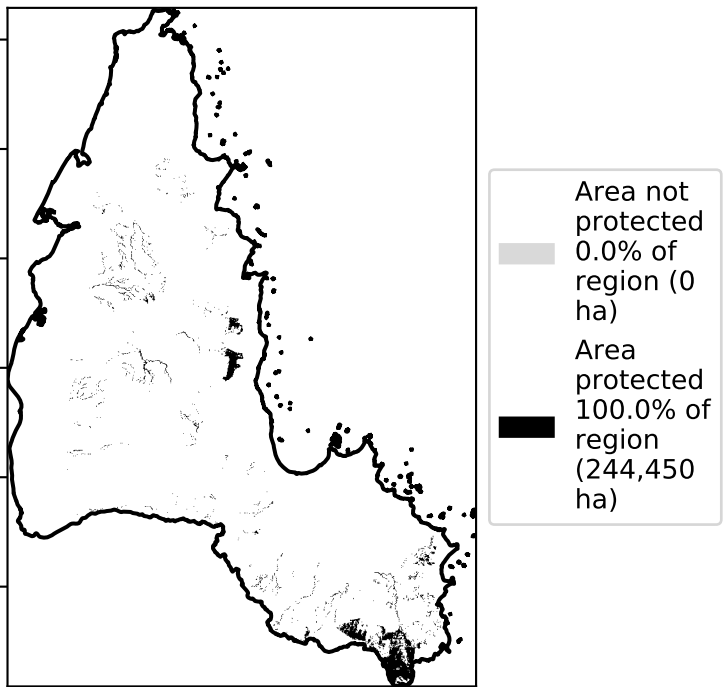 Area not
protected
0.0% of
region (0
ha)
Area
protected
100.0% of
region
(244,450
ha)